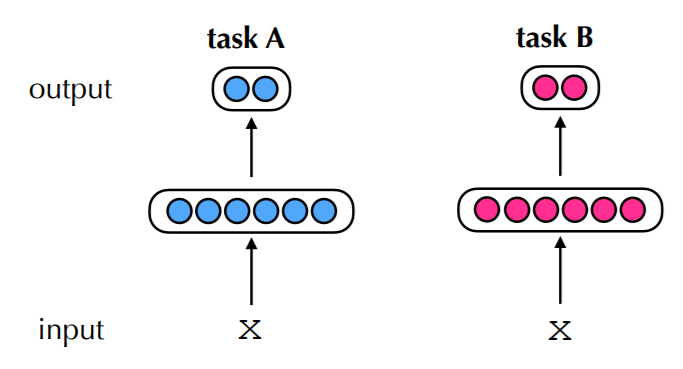 task A task B
output
input x x